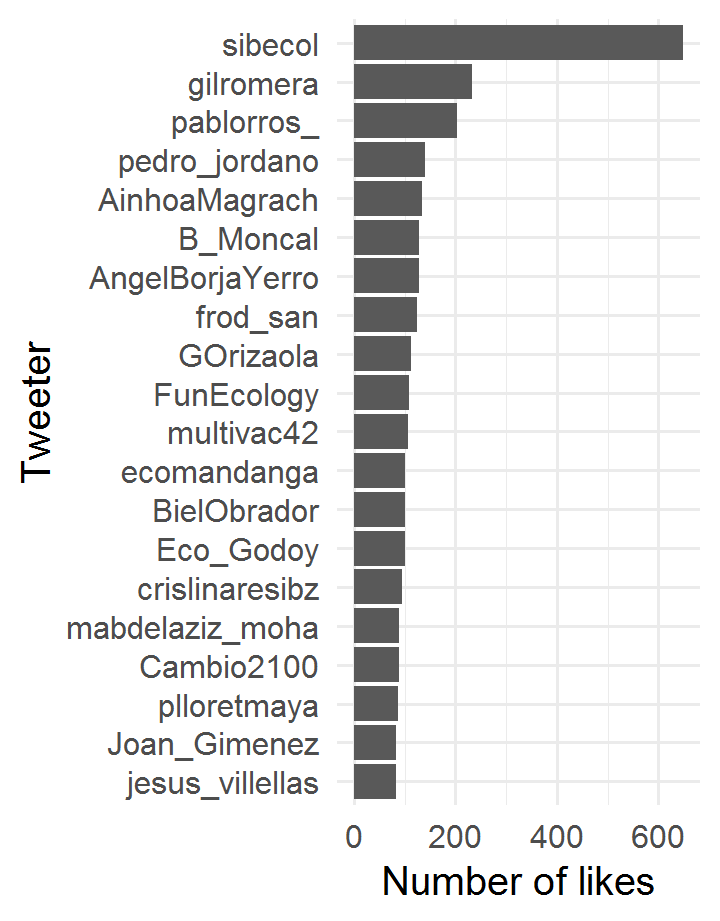 sibecol
gilromera
pablorros_
pedro_jordano
AinhoaMagrach
B_Moncal
AngelBorjaYerro
frod_san
GOrizaola
FunEcology
multivac42
ecomandanga
BielObrador
Eco_Godoy
crislinaresibz
mabdelaziz_moha
Cambio2100
plloretmaya
Joan_Gimenez
jesus_villellas
Tweeter
0 200 400 600
Number of likes